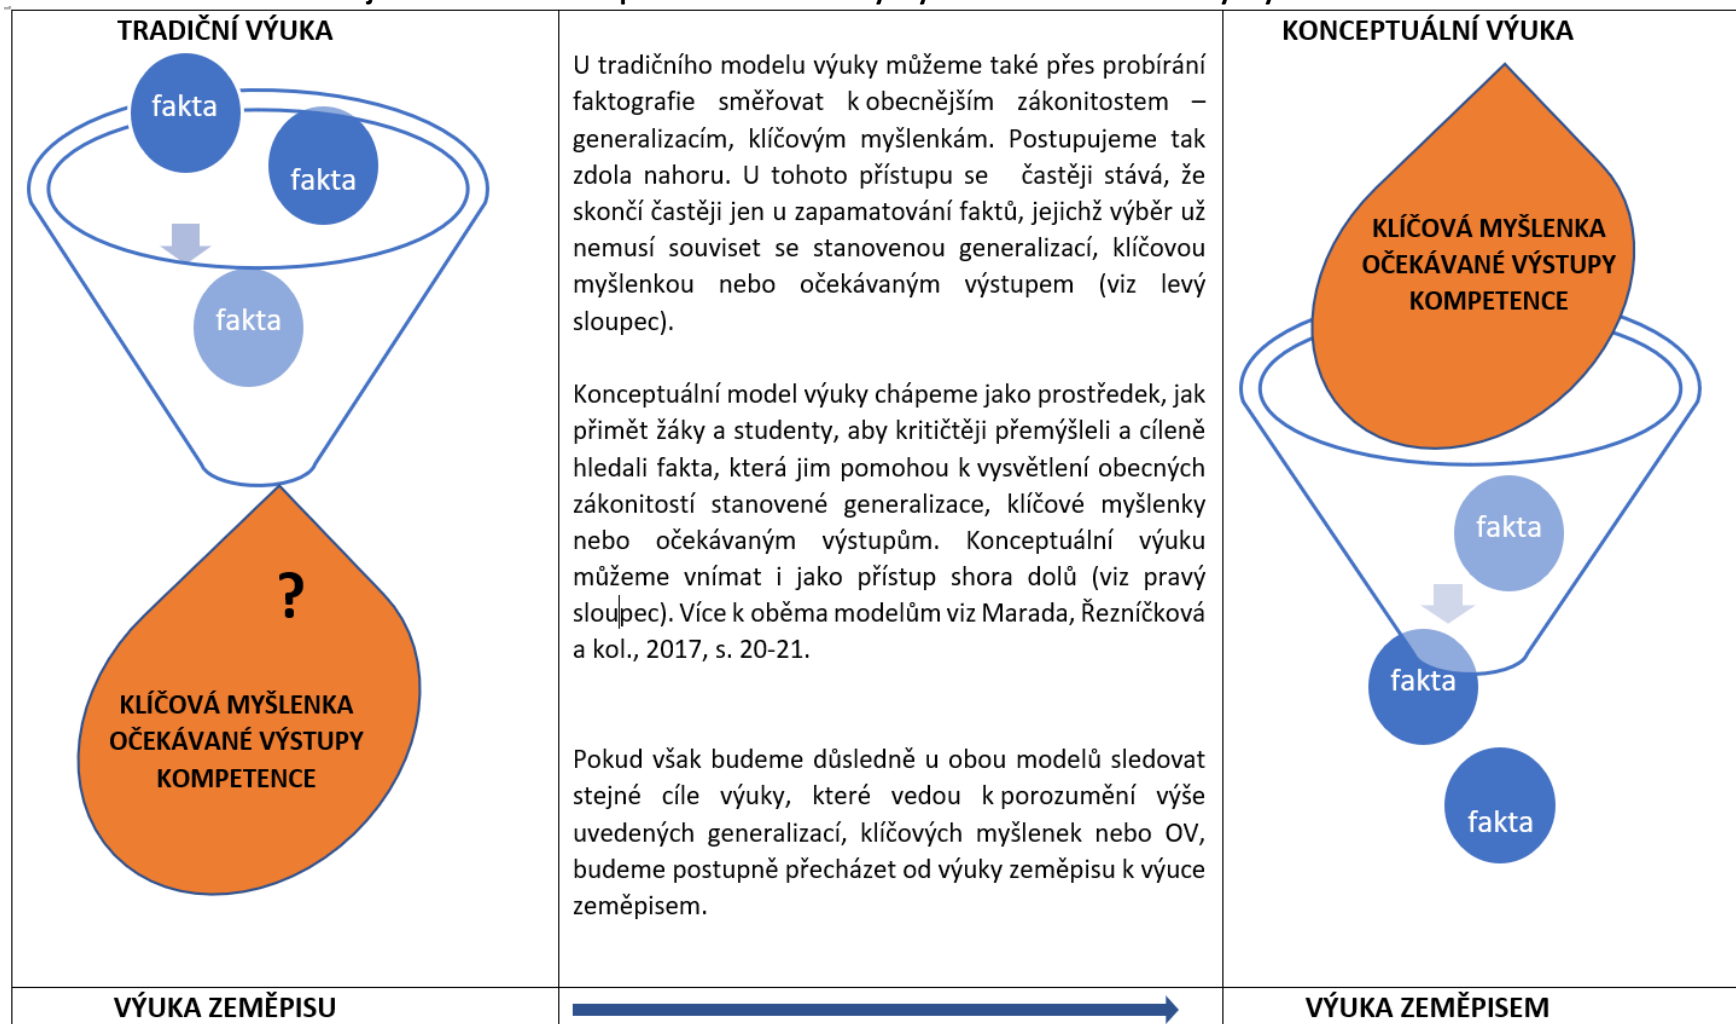 TRADIČNÍ VÝUKA
fakta
fakta
fakta
?
KLÍČOVÁ MYŠLENKA
OČEKÁVANÉ VÝSTUPY
KOMPETENCE
U tradičního modelu výuky můžeme také přes probírání
faktografie směřovat k obecnějším zákonitostem –
generalizacím, klíčovým myšlenkám. Postupujeme tak
zdola nahoru. U tohoto přístupu se častěji stává, že
skončí častěji jen u zapamatování faktů, jejichž výběr už
nemusí souviset se stanovenou generalizací, klíčovou
myšlenkou nebo očekávaným výstupem (viz levý
sloupec).
Konceptuální model výuky chápeme jako prostředek, jak
přimět žáky a studenty, aby kritičtěji přemýšleli a cíleně
hledali fakta, která jim pomohou k vysvětlení obecných
zákonitostí stanovené generalizace, klíčové myšlenky
nebo očekávaným výstupům. Konceptuální výuku
můžeme vnímat i jako přístup shora dolů (viz pravý
sloupec). Více k oběma modelům viz Marada, Řezníčková
a kol., 2017, s. 20-21.
Pokud však budeme důsledně u obou modelů sledovat
stejné cíle výuky, které vedou k porozumění výše
uvedených generalizací, klíčových myšlenek nebo OV,
budeme postupně přecházet od výuky zeměpisu k výuce
zeměpisem.
KONCEPTUÁLNÍ VÝUKA
KLÍČOVÁ MYŠLENKA
OČEKÁVANÉ VÝSTUPY
KOMPETENCE
fakta
fakta
fakta
VÝUKA ZEMĚPISU
VÝUKA ZEMĚPISEM